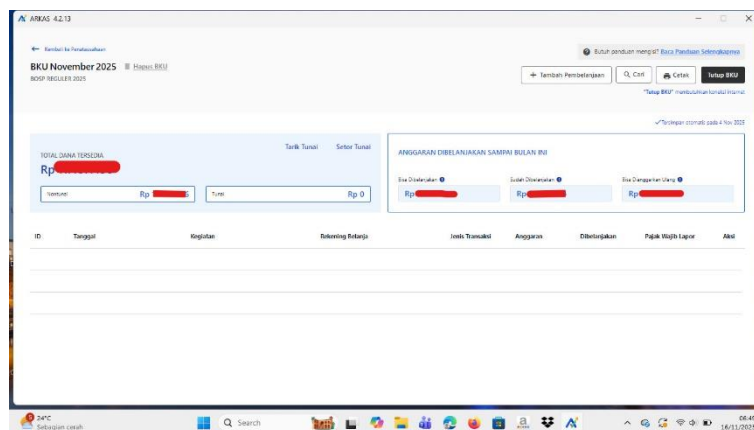 ARKAS 4.2.13
← Kembali ke Penatausahaan
Butuh panduan mengisi? Baca Panduan Selengkapnya
BKU November 2025 Hapus BKU
BOSP REGULER 2025
+ Tambah Pembelanjaan Cari Cetak Tutup BKU
"Tutup BKU" membutuhkan koneksi internet
✓ Tersimpan otomatis pada 4 Nov 2025
TOTAL DANA TERSEDIA Tarik Tunai Setor Tunai
Rp
Nontunai Rp Tunai Rp 0
ANGGARAN DIBELANJAKAN SAMPAI BULAN INI
Bisa Dibelanjakan Sudah Dibelanjakan Bisa Dianggarkan Ulang
Rp Rp Rp
ID Tanggal Kegiatan Rekening Belanja Jenis Transaksi Anggaran Dibelanjakan Pajak Wajib Lapor Aksi
24°C
Sebagian cerah
Search